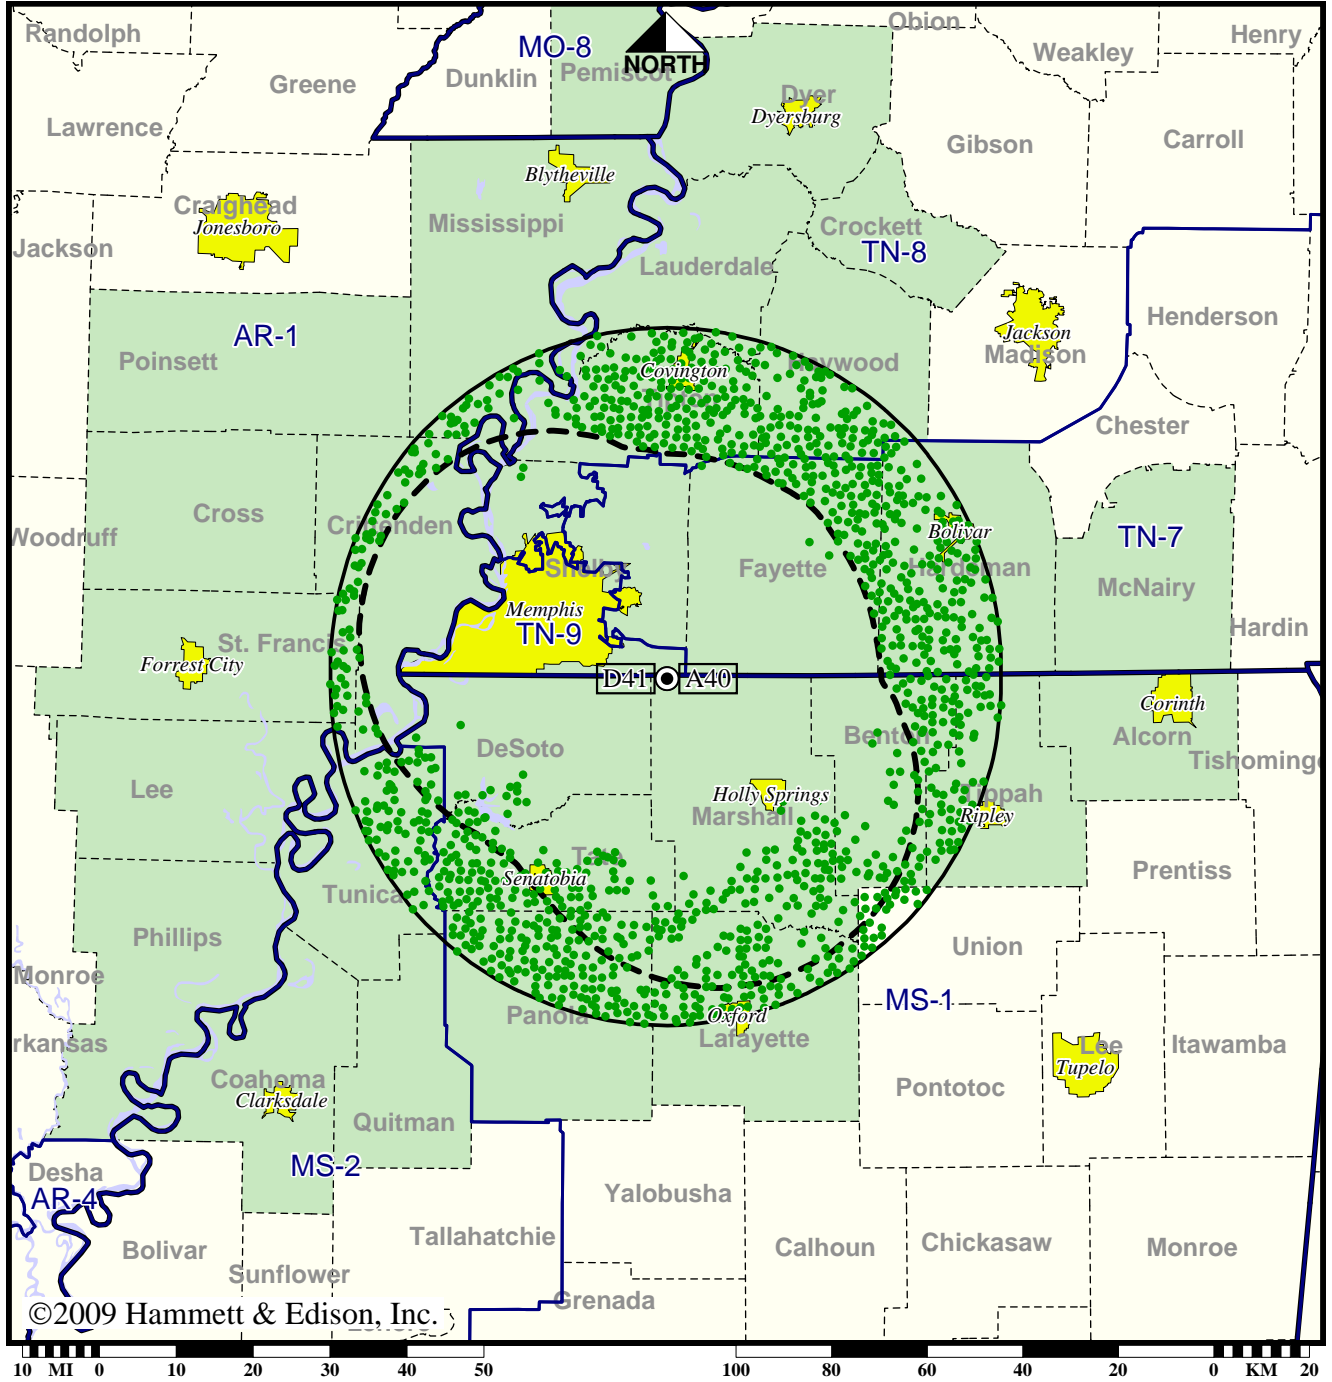 Randolph
MO-8
Obion
Henry
Weakley
NORTH
Pemiscot
Dunklin
Greene
Dyer
Dyersburg
Lawrence
Gibson
Carroll
Blytheville
Craighead
Jonesboro
Mississippi
Crockett
TN-8
Jackson
Lauderdale
Henderson
AR-1
Jackson
Madison
Poinsett
Covington
Haywood
Tipton
Chester
Cross
Crittenden
Woodruff
Bolivar
TN-7
Shelby
Fayette
Hardeman
McNairy
Memphis
TN-9
Hardin
St. Francis
Forrest City
D41
A40
Corinth
DeSoto
Benton
Alcorn
Tishomingo
Lee
Holly Springs
Tippah
Marshall
Ripley
Tate
Senatobia
Prentiss
Tunica
Phillips
Union
Monroe
MS-1
Panola
Oxford
Lafayette
rkansas
Lee
Itawamba
Tupelo
Coahoma
Clarksdale
Pontotoc
Quitman
MS-2
Desha
AR-4
Yalobusha
Bolivar
Tallahatchie
Calhoun
Chickasaw
Monroe
Sunflower
Grenada
©2009 Hammett & Edison, Inc.
10 MI 0 10 20 30 40 50
100 80 60 40 20 0 KM 20